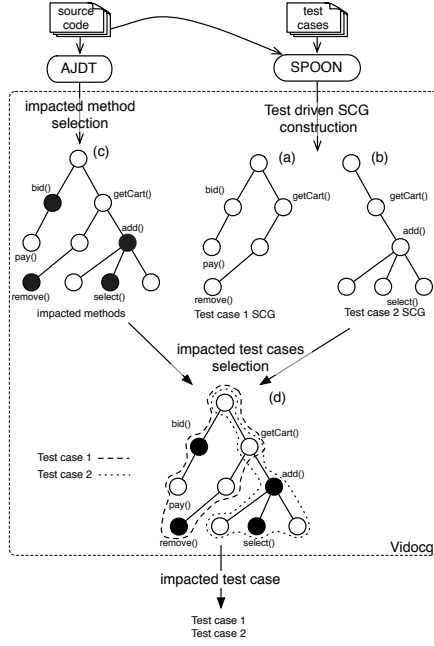 source
code
test
cases
AJDT
SPOON
impacted method
selection
Test driven SCG
construction
(c)
(a)
(b)
bid()
getCart()
add()
pay()
remove()
select()
impacted methods
bid()
getCart()
pay()
remove()
Test case 1 SCG
getCart()
add()
select()
Test case 2 SCG
impacted test cases
selection
(d)
bid()
getCart()
Test case 1
Test case 2
add()
pay()
remove()
select()
Vidocq
impacted test case
Test case 1
Test case 2